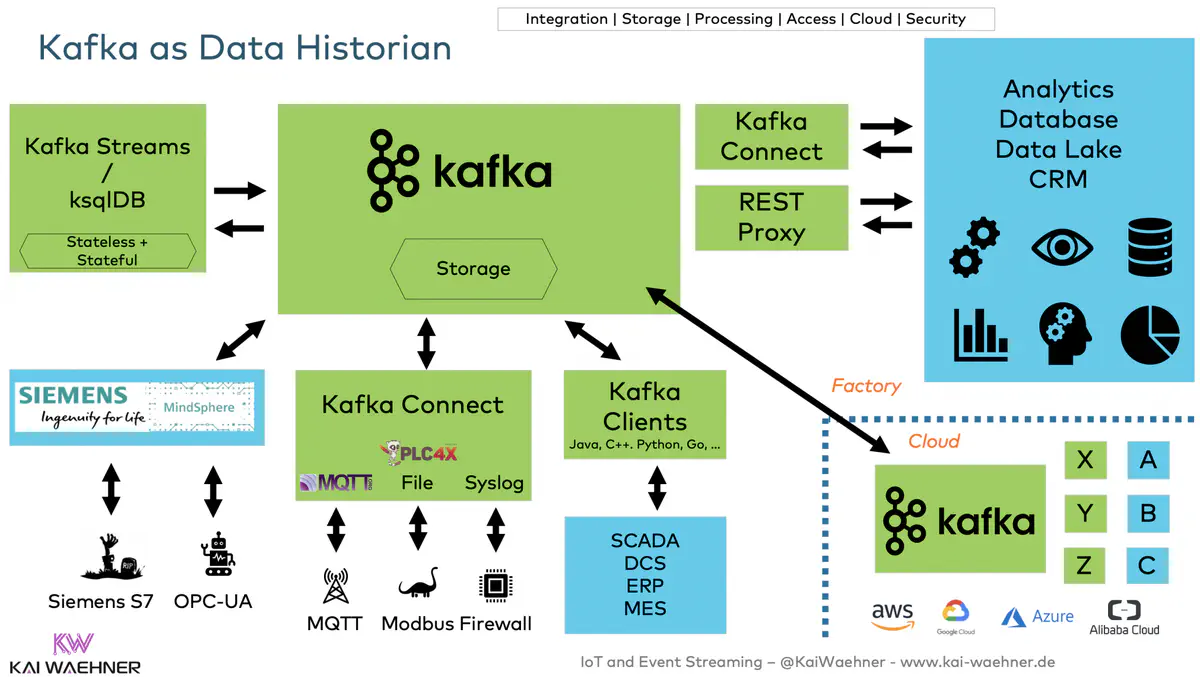 Integration | Storage | Processing | Access | Cloud | Security
Kafka as Data Historian
Kafka Streams
/
ksqlDB
Stateless +
Stateful
kafka
Storage
Kafka
Connect
REST
Proxy
Analytics
Database
Data Lake
CRM
SIEMENS
Ingenuity for life
MindSphere
Kafka Connect
PLC4X
MQTT
File
Syslog
Kafka
Clients
Java, C++. Python, Go, ...
Factory
Cloud
kafka
X
A
Y
B
Z
C
SCADA
DCS
ERP
MES
RIP
Siemens S7
OPC-UA
MQTT
Modbus
Firewall
aws
Google Cloud
Azure
Alibaba Cloud
KW
KAI WAEHNER
IoT and Event Streaming – @KaiWaehner - www.kai-waehner.de